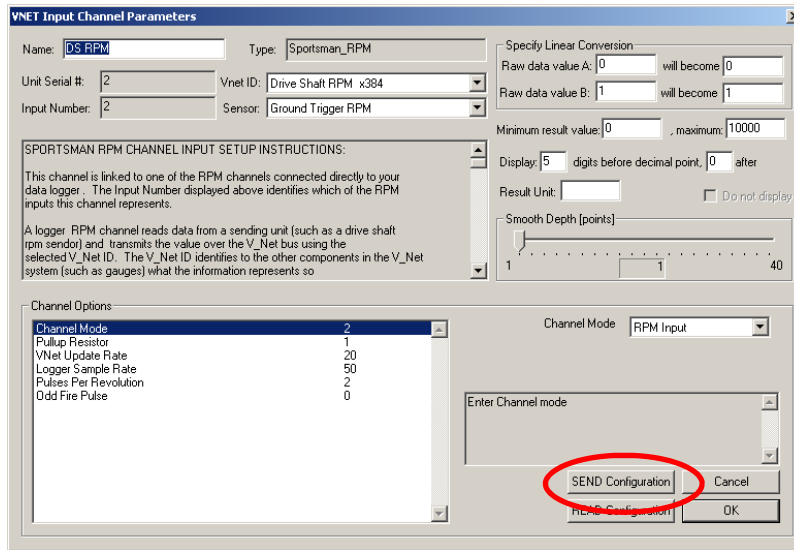 VNET Input Channel Parameters
Name: DS RPM Type: Sportsman_RPM
Unit Serial #: 2 Vnet ID: Drive Shaft RPM x384
Input Number: 2 Sensor: Ground Trigger RPM
SPORTSMAN RPM CHANNEL INPUT SETUP INSTRUCTIONS:
This channel is linked to one of the RPM channels connected directly to your
data logger . The Input Number displayed above identifies which of the RPM
inputs this channel represents.
A logger RPM channel reads data from a sending unit (such as a drive shaft
rpm sendor) and transmits the value over the V_Net bus using the
selected V_Net ID. The V_Net ID identifies to the other components in the V_Net
system (such as gauges) what the information represents so
Specify Linear Conversion
Raw data value A: 0 will become 0
Raw data value B: 1 will become 1
Minimum result value: 0 , maximum: 10000
Display: 5 digits before decimal point, 0 after
Result Unit: Do not display
Smooth Depth [points]
1 1 40
Channel Options
Channel Mode 2
Pullup Resistor 1
VNet Update Rate 20
Logger Sample Rate 50
Pulses Per Revolution 2
Odd Fire Pulse 0
Channel Mode RPM Input
Enter Channel mode
SEND Configuration Cancel
READ Configuration OK